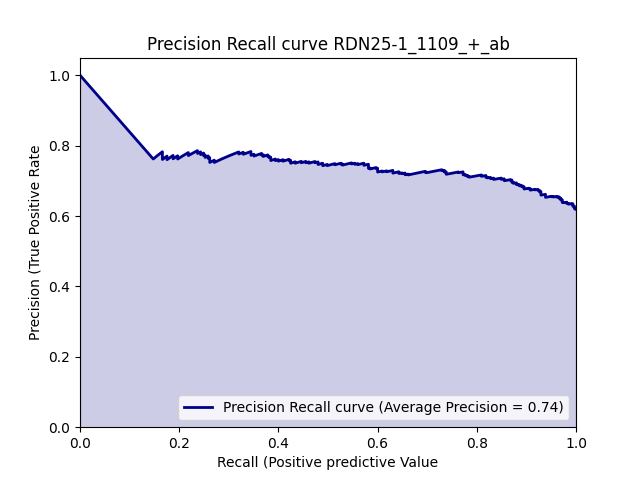 Precision Recall curve RDN25-1_1109_+_ab
Precision (True Positive Rate
1.0
0.8
0.6
0.4
0.2
0.0
Precision Recall curve (Average Precision = 0.74)
0.0 0.2 0.4 0.6 0.8 1.0
Recall (Positive predictive Value